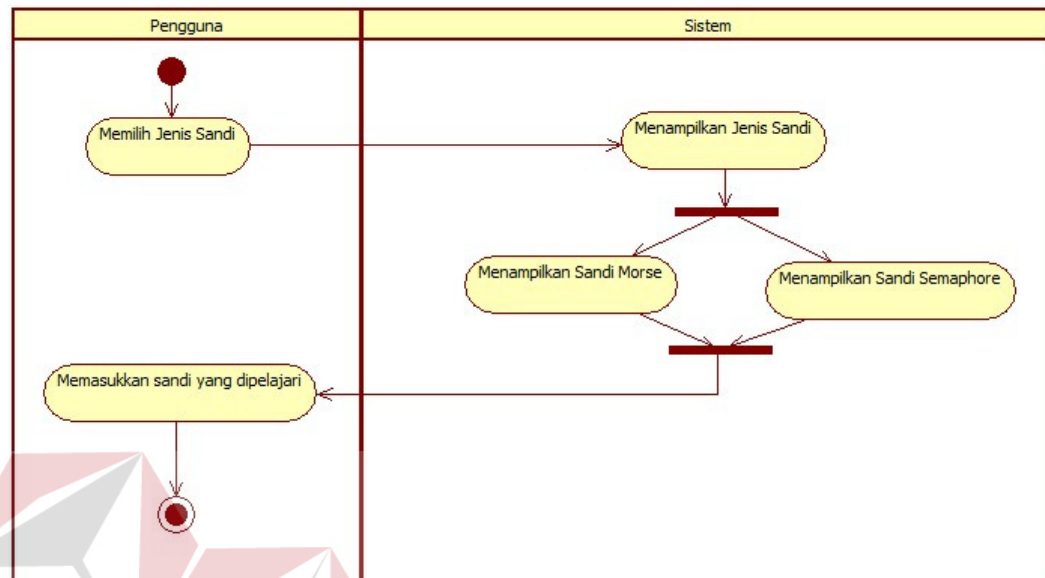 Pengguna
Sistem
Memilih Jenis Sandi
Menampilkan Jenis Sandi
Menampilkan Sandi Morse
Menampilkan Sandi Semaphore
Memasukkan sandi yang dipelajari